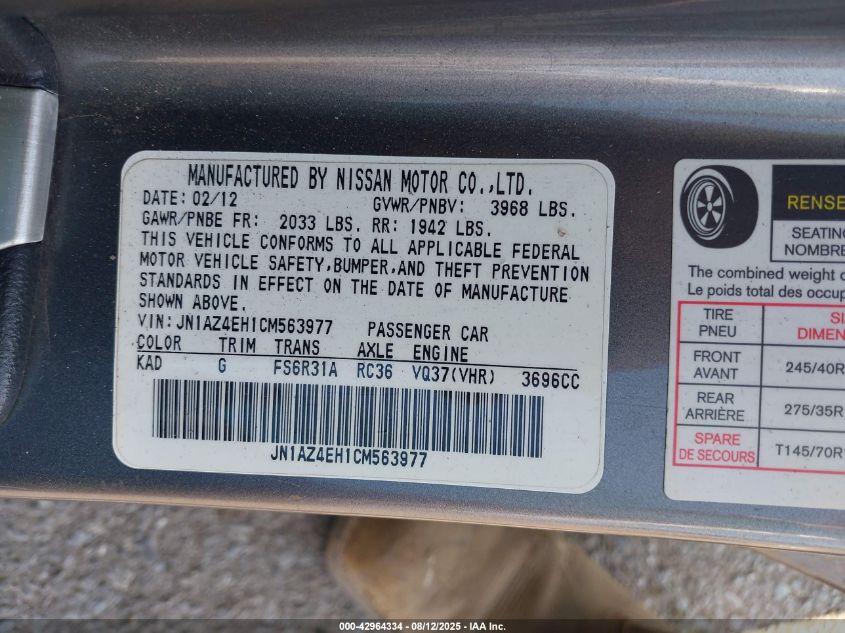 MANUFACTURED BY NISSAN MOTOR CO.,LTD.
DATE: 02/12 GVWR/PNBV: 3968 LBS.
GAWR/PNBE FR: 2033 LBS. RR: 1942 LBS.
THIS VEHICLE CONFORMS TO ALL APPLICABLE FEDERAL
MOTOR VEHICLE SAFETY,BUMPER,AND THEFT PREVENTION
STANDARDS IN EFFECT ON THE DATE OF MANUFACTURE
SHOWN ABOVE.
VIN: JN1AZ4EH1CM563977 PASSENGER CAR
COLOR TRIM TRANS AXLE ENGINE
KAD G FS6R31A RC36 VQ37(VHR) 3696CC
JN1AZ4EH1CM563977
RENSE
SEATING
NOMBRE
The combined weight o
Le poids total des occup
TIRE
PNEU
SI
DIMEN
FRONT
AVANT
245/40R
REAR
ARRIÈRE
275/35R
SPARE
DE SECOURS
T145/70R
000-42964334 - 08/12/2025 - IAA Inc.